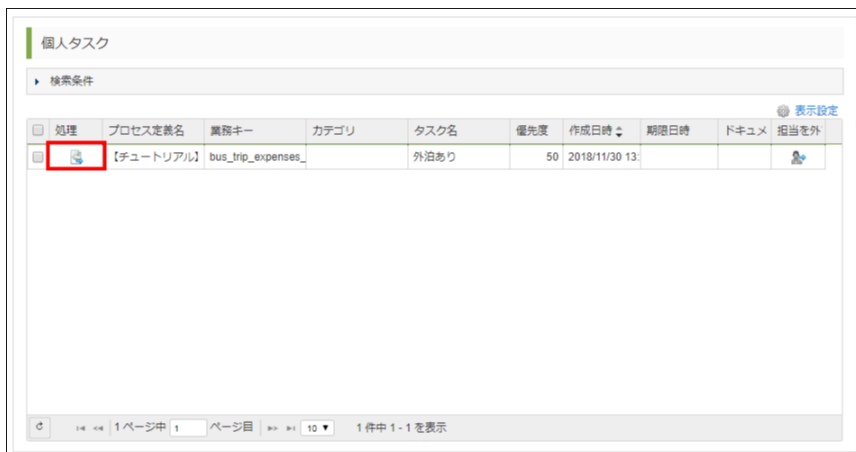 個人タスク
検索条件
表示設定
処理 プロセス定義名 業務キー カテゴリ タスク名 優先度 作成日時 期限日時 ドキュメ 担当を外
【チュートリアル】 bus_trip_expenses_ 外泊あり 50 2018/11/30 13:
1 ページ中 1 ページ目 10 1 件中 1 - 1 を表示